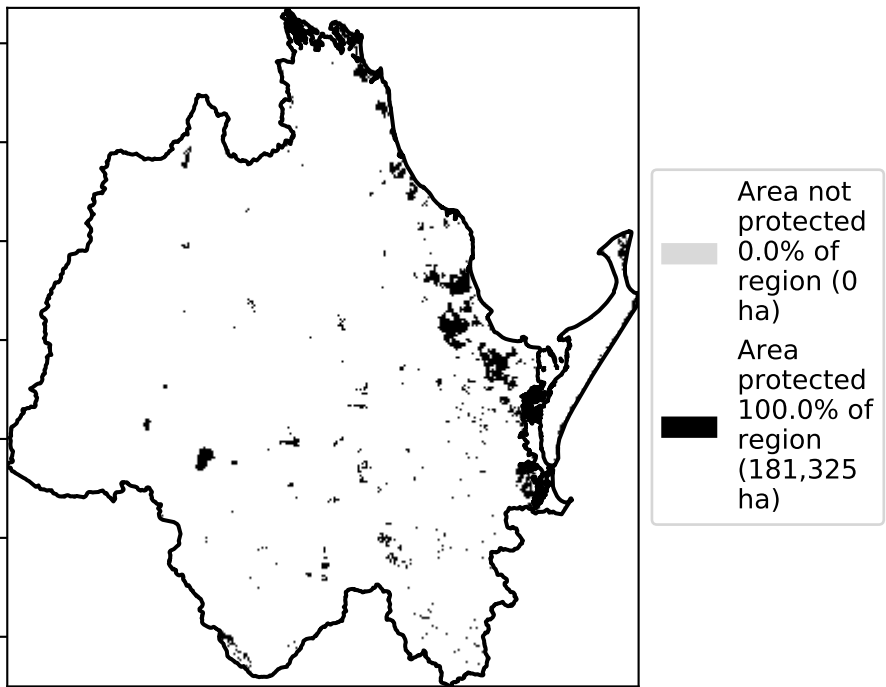 Area not
protected
0.0% of
region (0
ha)
Area
protected
100.0% of
region
(181,325
ha)